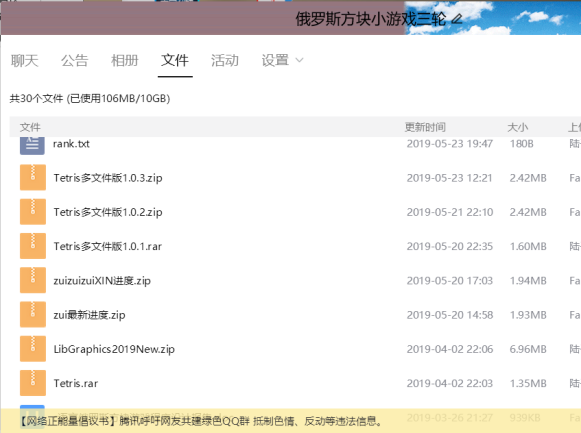 俄罗斯方块小游戏三轮
聊天 公告 相册 文件 活动 设置
共30个文件 (已使用106MB/10GB)
文件 更新时间 大小 上
rank.txt 2019-05-23 19:47 180B 陆
Tetris多文件版1.0.3.zip 2019-05-23 12:21 2.42MB Fa
Tetris多文件版1.0.2.zip 2019-05-21 22:10 2.42MB Fa
Tetris多文件版1.0.1.rar 2019-05-20 22:35 1.60MB Fa
zuizuizuiXIN进度.zip 2019-05-20 17:03 1.94MB Fa
zui最新进度.zip 2019-05-20 14:58 1.93MB Fa
LibGraphics2019New.zip 2019-04-02 22:06 6.96MB 陆
Tetris.rar 2019-04-02 22:03 1.35MB 陆
【网络正能量倡议书】腾讯呼吁网友共建绿色QQ群 抵制色情、反动等违法信息。 2019-03-26 21:27 939KB